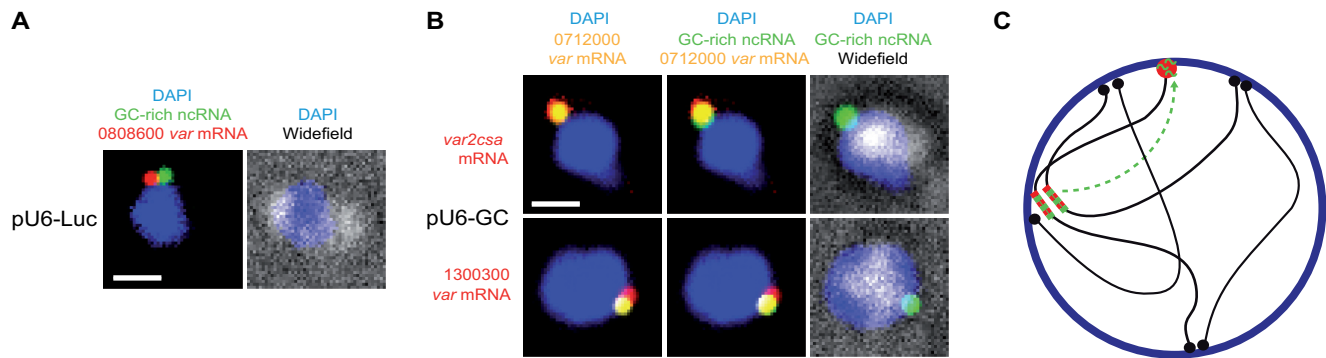 A
DAPI
GC-rich ncRNA
0808600 var mRNA
DAPI
Widefield
pU6-Luc
B
DAPI
0712000
var mRNA
DAPI
GC-rich ncRNA
0712000 var mRNA
DAPI
GC-rich ncRNA
Widefield
var2csa
mRNA
pU6-GC
1300300
var mRNA
C